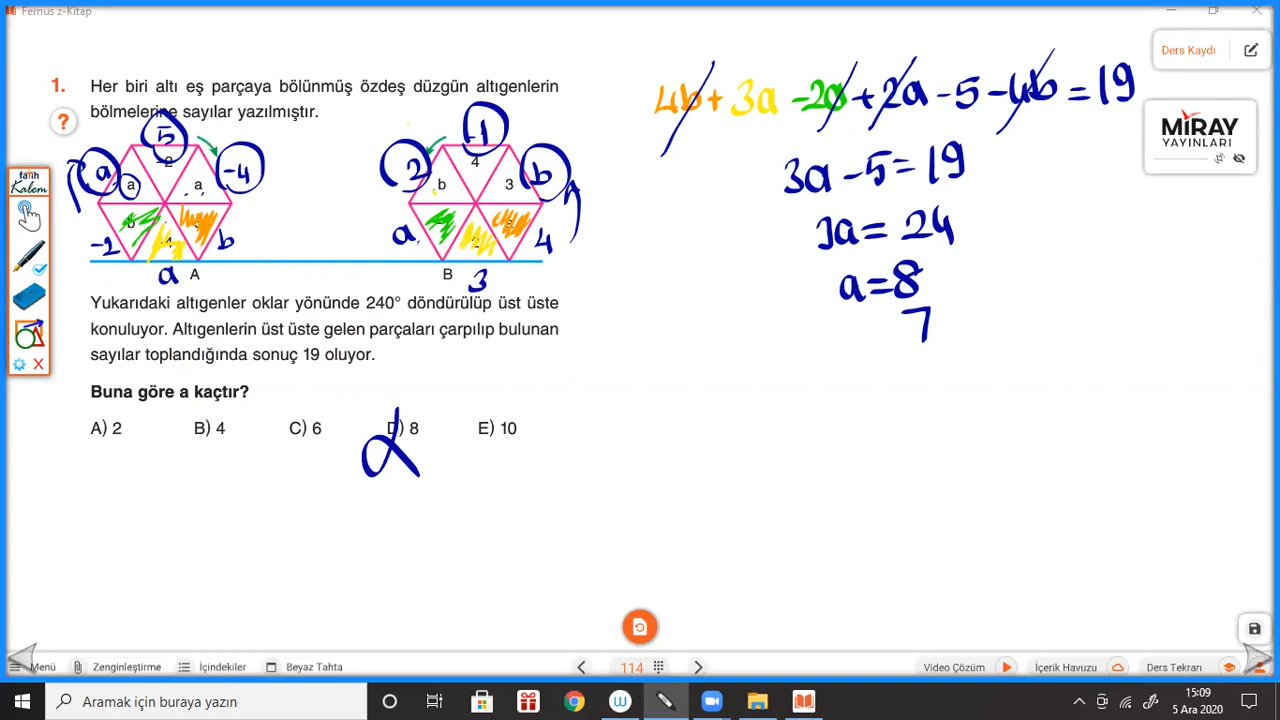 Fernus z-Kitap
Ders Kaydı
MİRAY
YAYINLARI
fatih
Kalem
1. Her biri altı eş parçaya bölünmüş özdeş düzgün altıgenlerin
bölmelerine sayılar yazılmıştır.
?
4b + 3a - 2a + 2a - 5 - 4b = 19
3a - 5 = 19
3a = 24
a = 8
7
5 -1
a -2 -4 2 4 b
a a b 3
b
-2 b a 4
a A B 3
Yukarıdaki altıgenler oklar yönünde 240° döndürülüp üst üste
konuluyor. Altıgenlerin üst üste gelen parçaları çarpılıp bulunan
sayılar toplandığında sonuç 19 oluyor.
Buna göre a kaçtır?
A) 2 B) 4 C) 6 D) 8 E) 10
X
Menü Zenginleştirme İçindekiler Beyaz Tahta 114 Video Çözüm İçerik Havuzu Ders Tekrarı
Aramak için buraya yazın
15:09
5 Ara 2020